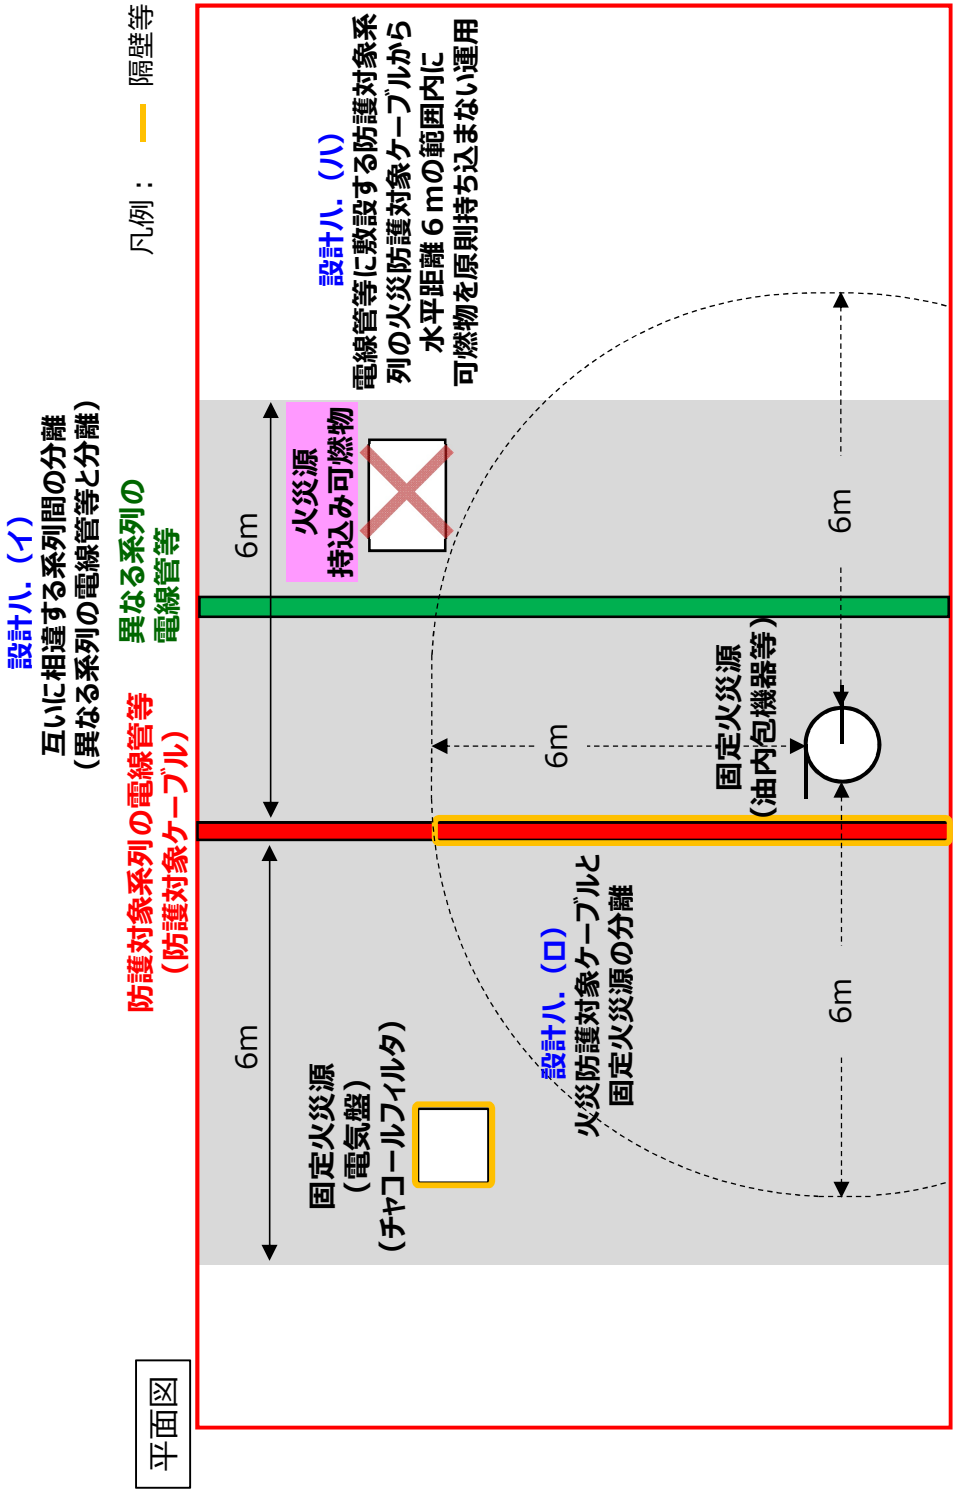 平面図
凡例： 隔壁等
設計ハ．（イ）
互いに相違する系列間の分離
（異なる系列の電線管等と分離）
防護対象系列の電線管等
（防護対象ケーブル）
異なる系列の
電線管等
6m
6m
固定火災源
（電気盤）
（チャコールフィルタ）
火災源
持込み可燃物
設計ハ．（ハ）
電線管等に敷設する防護対象系
列の火災防護対象ケーブルから
水平距離６ｍの範囲内に
可燃物を原則持ち込まない運用
設計ハ．（ロ）
火災防護対象ケーブルと
固定火災源の分離
6m
固定火災源
（油内包機器等）
6m
6m